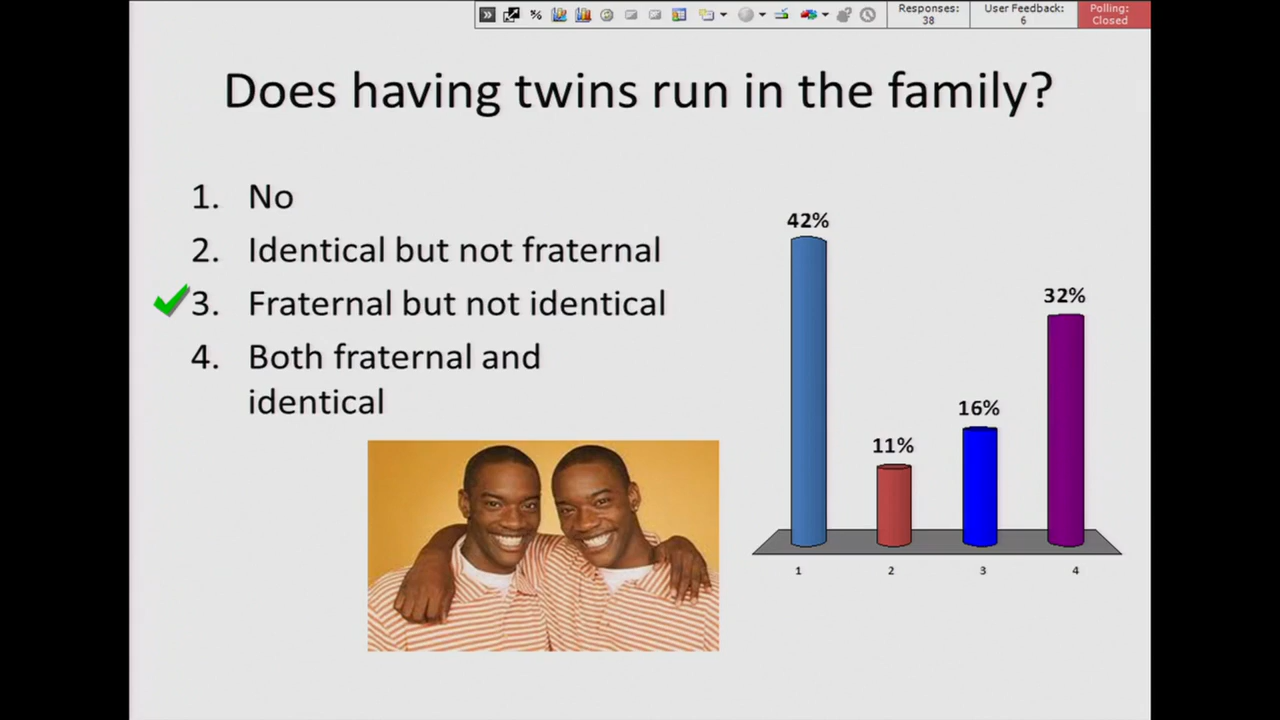 Responses: User Feedback: Polling:
38 6 Closed
Does having twins run in the family?
1. No
2. Identical but not fraternal
3. Fraternal but not identical
4. Both fraternal and
identical
42%
11%
16%
32%
1 2 3 4